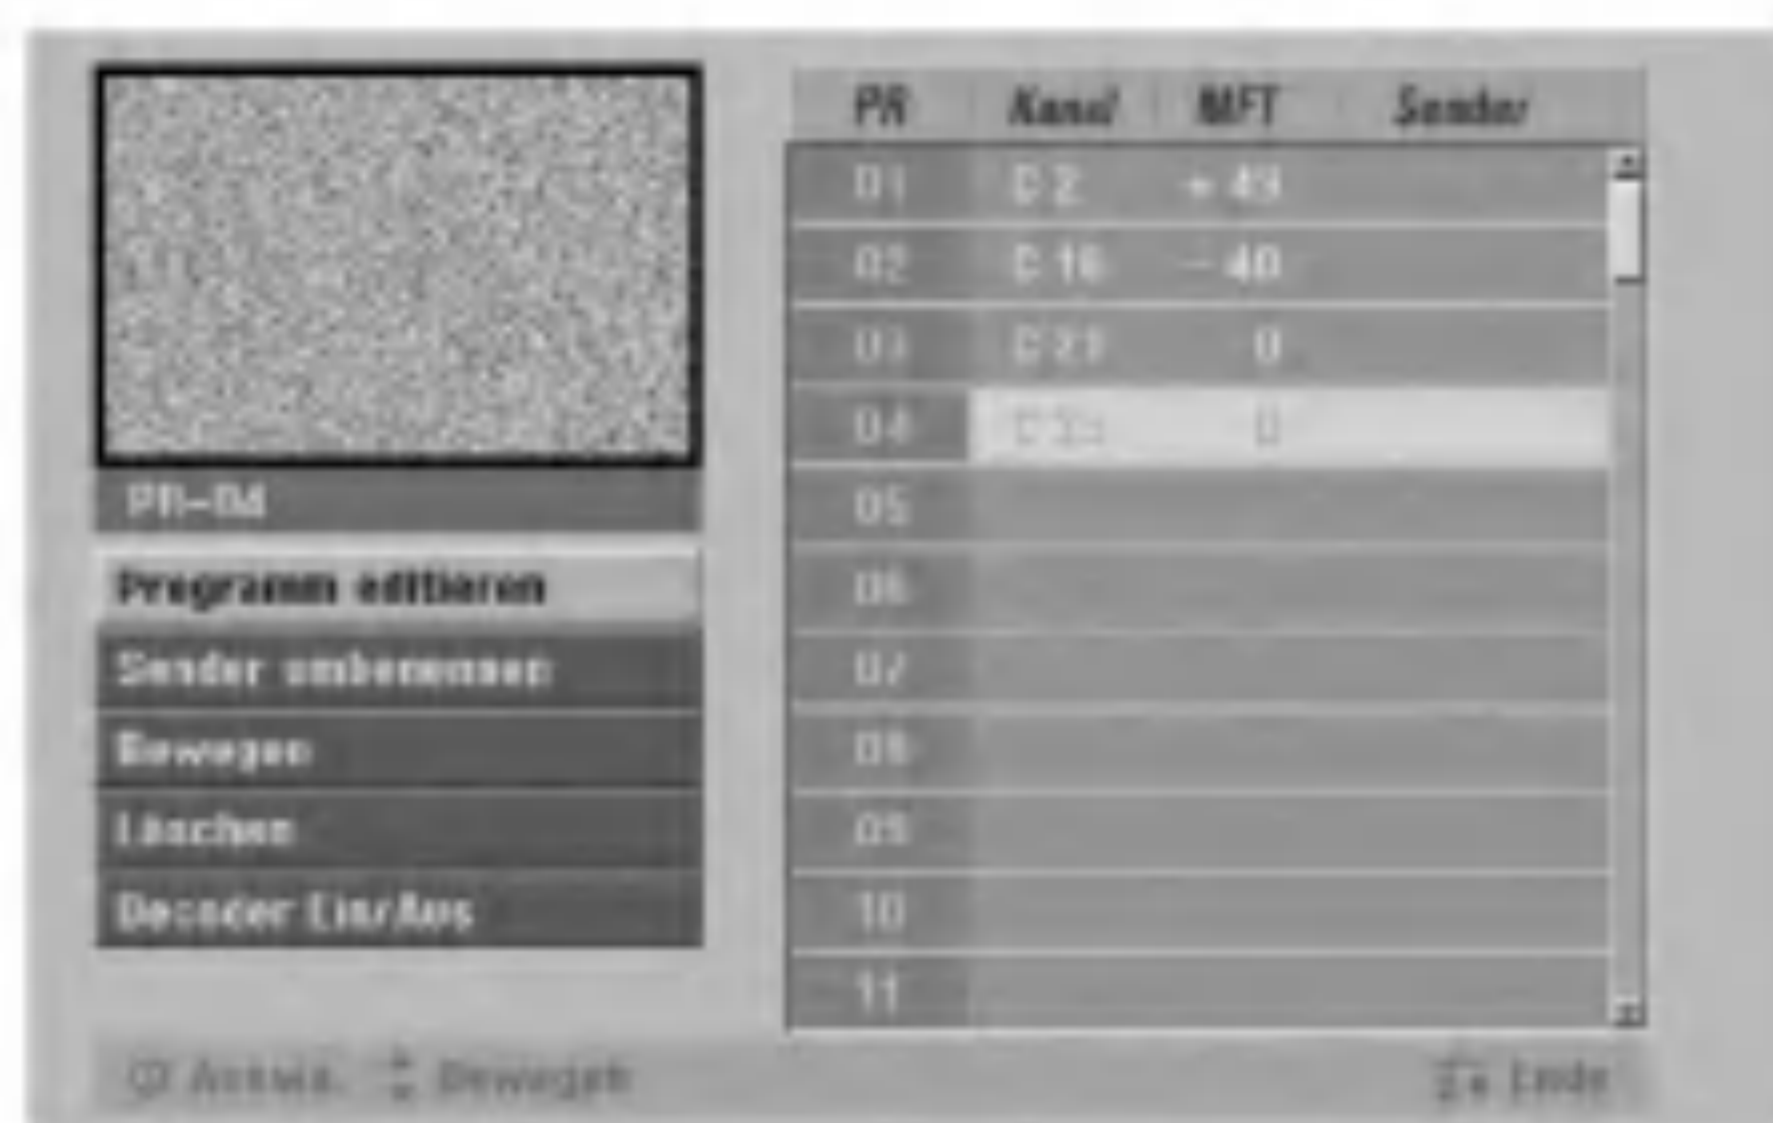 PR-04
Programm editieren
Sender umbenennen
Bewegen
Löschen
Decoder Ein/Aus
PR Kanal MFT Sender
01 C 2 + 49
02 C 16 - 40
03 0
04 0
05
06
07
08
09
10
11
Bewegen Ende